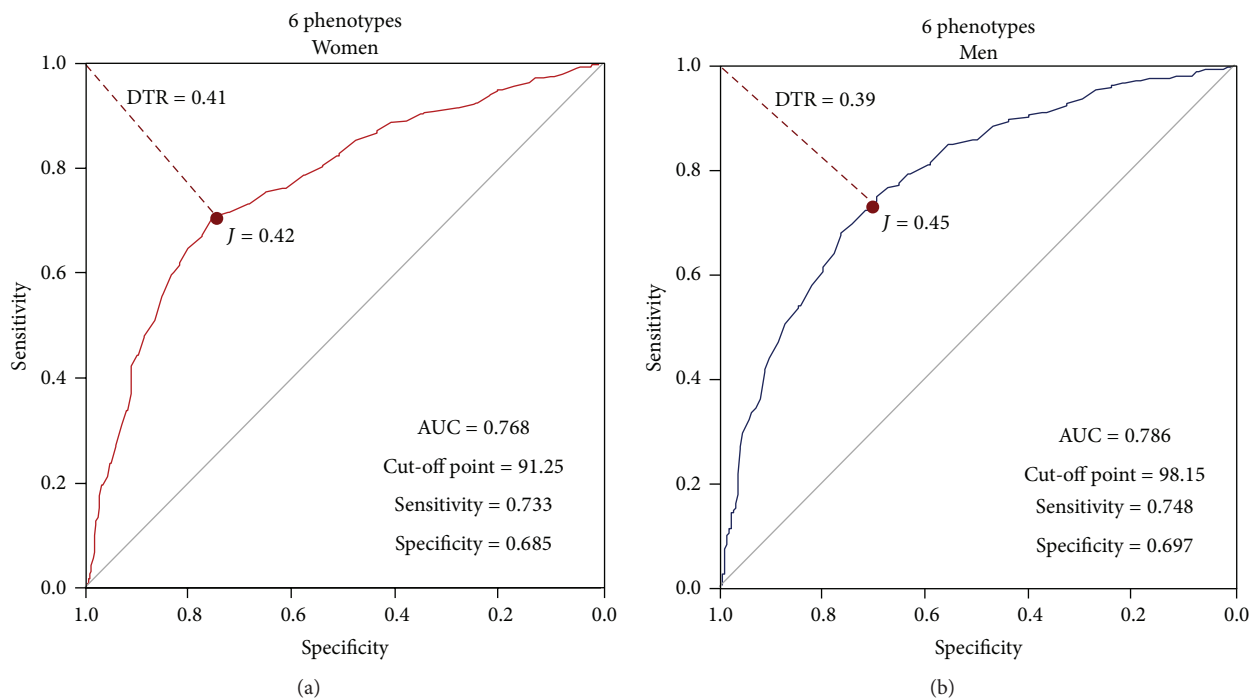 6 phenotypes
Women
1.0
0.8
0.6
0.4
0.2
0.0
Sensitivity
DTR = 0.41
J = 0.42
AUC = 0.768
Cut-off point = 91.25
Sensitivity = 0.733
Specificity = 0.685
1.0 0.8 0.6 0.4 0.2 0.0
Specificity
(a)
6 phenotypes
Men
1.0
0.8
0.6
0.4
0.2
0.0
Sensitivity
DTR = 0.39
J = 0.45
AUC = 0.786
Cut-off point = 98.15
Sensitivity = 0.748
Specificity = 0.697
1.0 0.8 0.6 0.4 0.2 0.0
Specificity
(b)